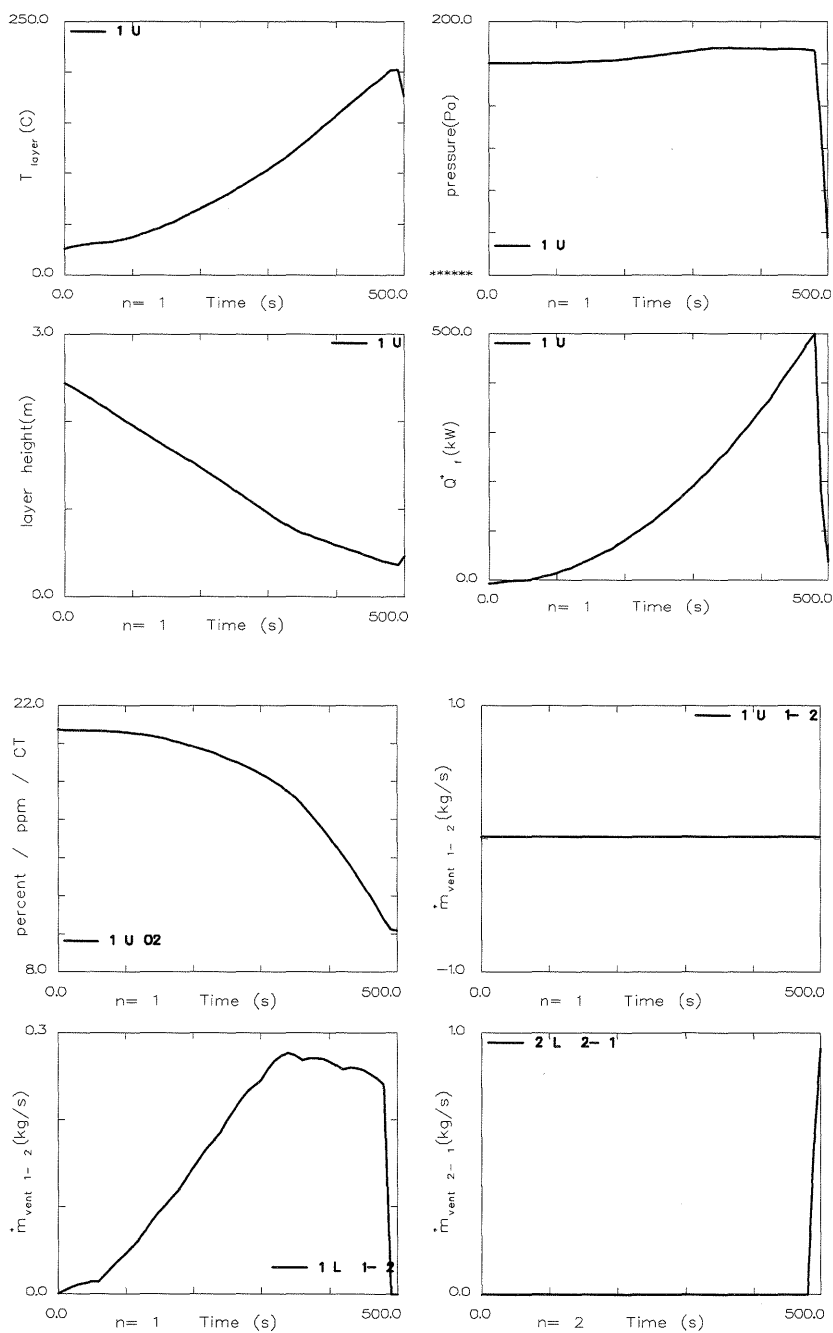 250.0
1 U
T layer (C)
0.0
0.0
500.0
n= 1 Time (s)
200.0
pressure(Pa)
1 U
******
0.0
500.0
n= 1 Time (s)
3.0
1 U
layer height(m)
0.0
0.0
500.0
n= 1 Time (s)
500.0
1 U
Q* f (kW)
0.0
0.0
500.0
n= 1 Time (s)
22.0
percent / ppm / CT
1 U O2
8.0
0.0
500.0
n= 1 Time (s)
1.0
1 U 1- 2
ṁ vent 1- 2 (kg/s)
-1.0
0.0
500.0
n= 1 Time (s)
0.3
ṁ vent 1- 2 (kg/s)
1 L 1- 2
0.0
0.0
500.0
n= 1 Time (s)
1.0
2 L 2- 1
ṁ vent 2- 1 (kg/s)
0.0
0.0
500.0
n= 2 Time (s)